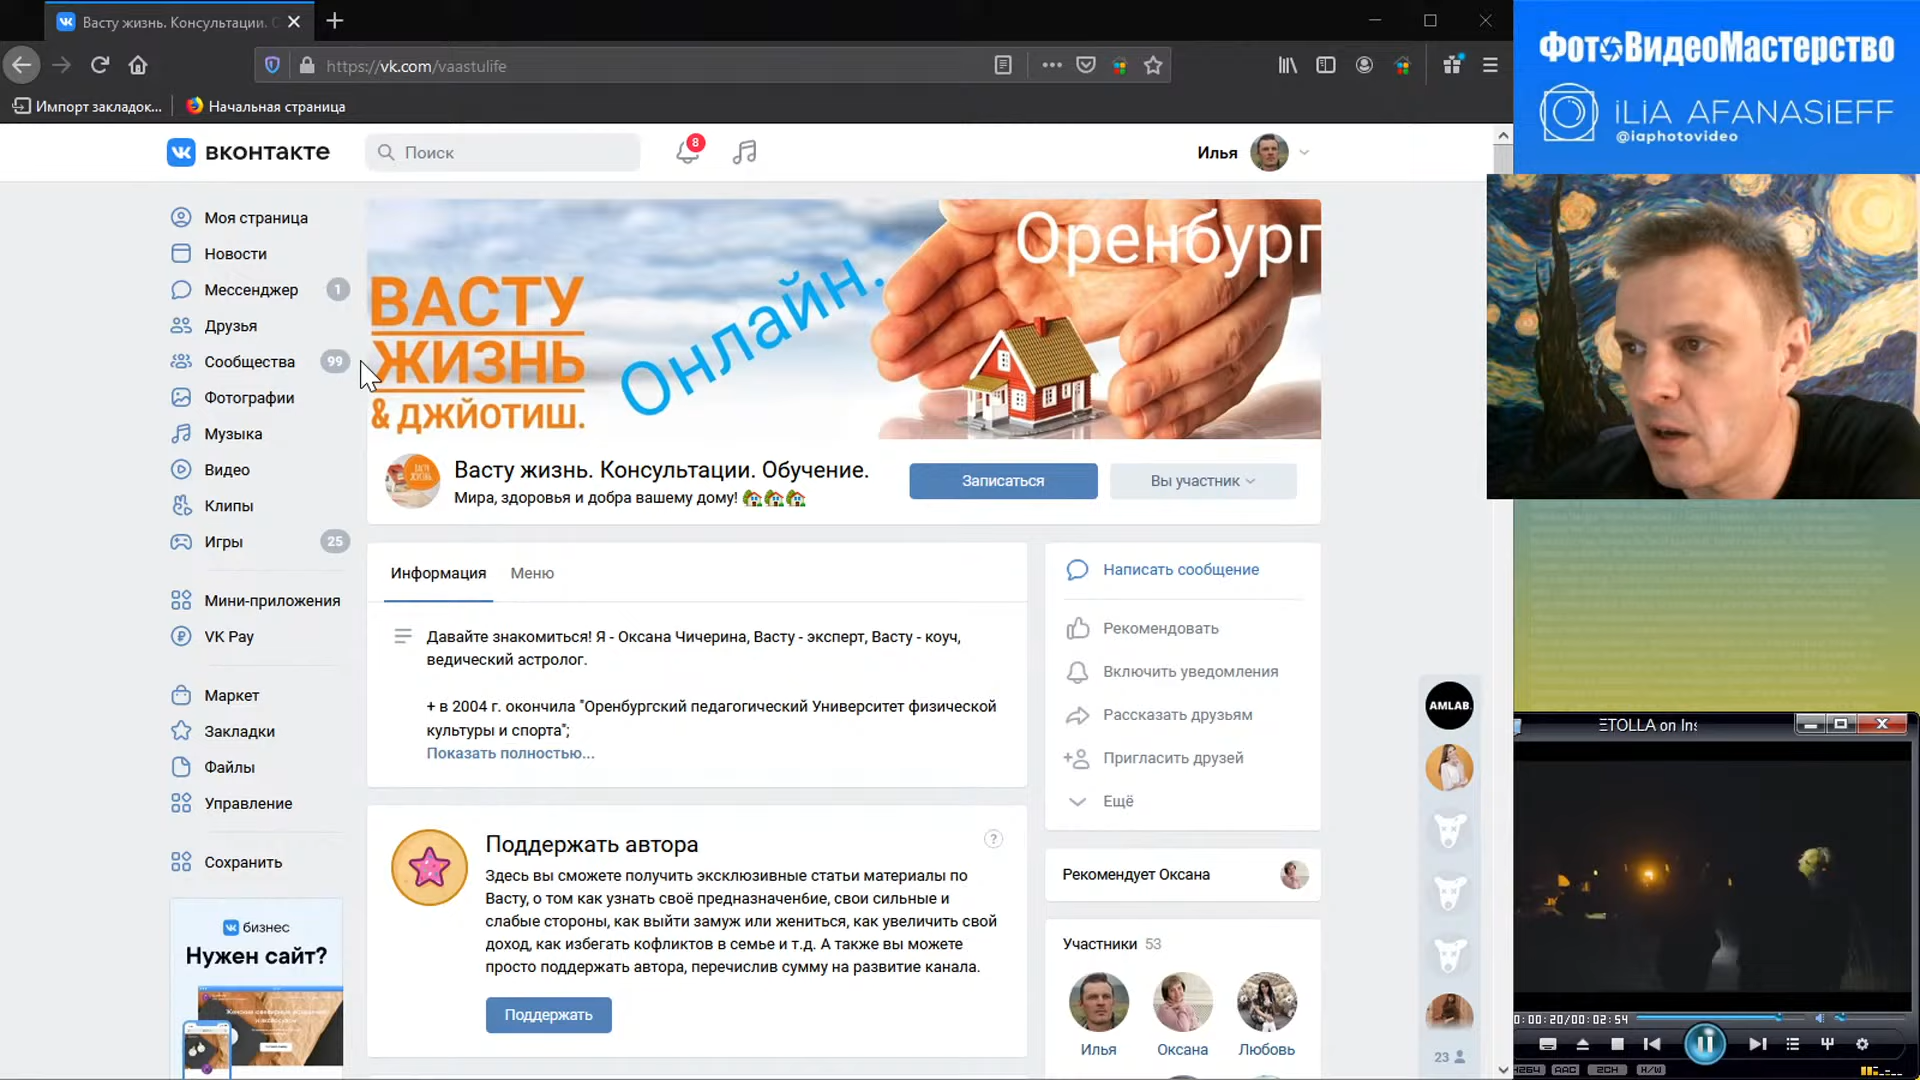 Васту жизнь. Консультации.
https://vk.com/vaastulife
Импорт закладок...
Начальная страница
ФотоВидеоМастерство
iLiA AFANASiEFF
@iaphotovideo
вконтакте
Поиск
8
Илья
Моя страница
Новости
Мессенджер 1
Друзья
Сообщества 99
Фотографии
Музыка
Видео
Клипы
Игры 25
Мини-приложения
VK Pay
Маркет
Закладки
Файлы
Управление
Сохранить
бизнес
Нужен сайт?
Оренбург
Онлайн.
ВАСТУ
ЖИЗНЬ
& ДЖЙОТИШ.
Васту жизнь. Консультации. Обучение.
Мира, здоровья и добра вашему дому!
Записаться
Вы участник
Информация
Меню
Давайте знакомиться! Я - Оксана Чичерина, Васту - эксперт, Васту - коуч,
ведический астролог.
+ в 2004 г. окончила "Оренбургский педагогический Университет физической
культуры и спорта";
Показать полностью...
Поддержать автора
?
Здесь вы сможете получить эксклюзивные статьи материалы по
Васту, о том как узнать своё предназначен6ие, свои сильные и
слабые стороны, как выйти замуж или жениться, как увеличить свой
доход, как избегать кофликтов в семье и т.д. А также вы можете
просто поддержать автора, перечислив сумму на развитие канала.
Поддержать
Написать сообщение
Рекомендовать
Включить уведомления
Рассказать друзьям
Пригласить друзей
Ещё
Рекомендует Оксана
Участники 53
Илья
Оксана
Любовь
AMLAB.
23
ETOLLA on Ins
0:00:20/00:02:54
H264
AAC
2CH
H/W